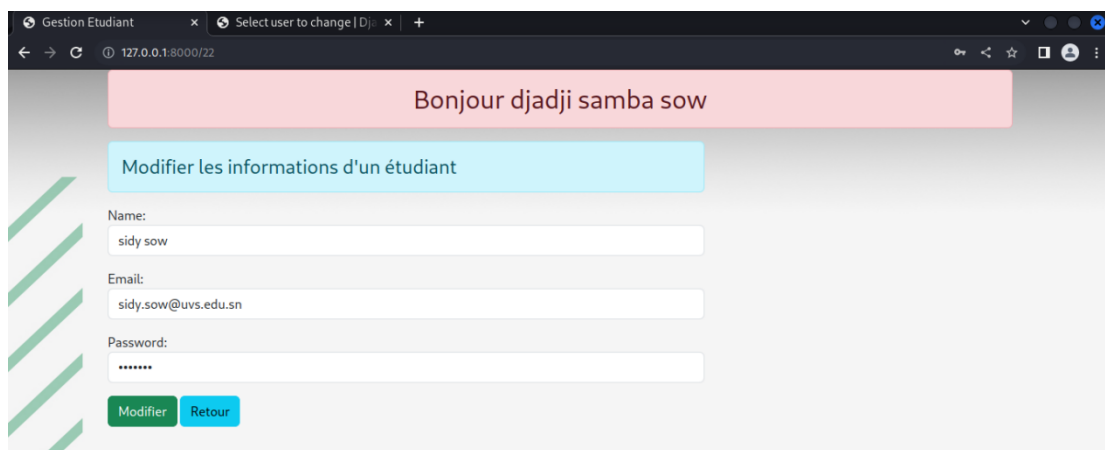 Gestion Etudiant
Select user to change | Dja
127.0.0.1:8000/22
Bonjour djadji samba sow
Modifier les informations d'un étudiant
Name:
sidy sow
Email:
sidy.sow@uvs.edu.sn
Password:
•••••••
Modifier Retour